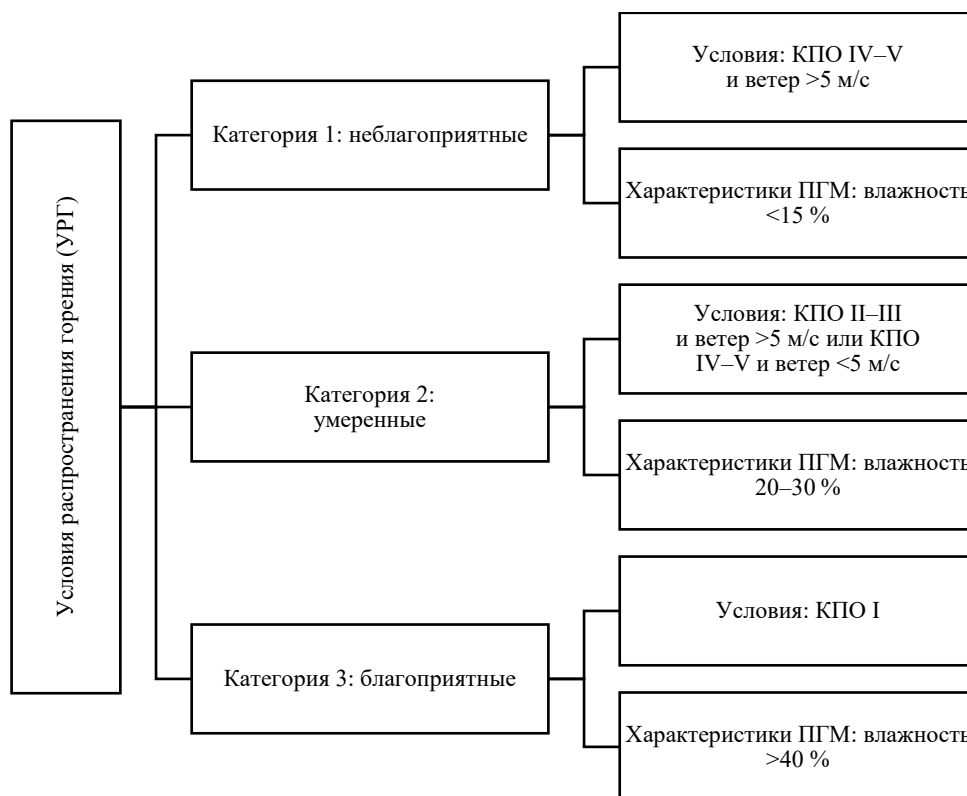 Условия распространения горения (УРГ)
Категория 1: неблагоприятные
Условия: КПО IV–V
и ветер >5 м/с
Характеристики ПГМ: влажность
<15 %
Категория 2:
умеренные
Условия: КПО II–III
и ветер >5 м/с или КПО
IV–V и ветер <5 м/с
Характеристики ПГМ: влажность
20–30 %
Категория 3: благоприятные
Условия: КПО I
Характеристики ПГМ: влажность
>40 %